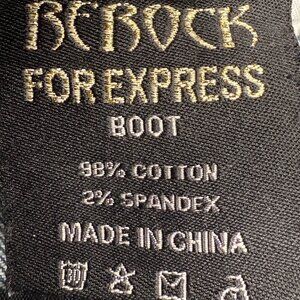 REROCK
FOR EXPRESS
BOOT
98% COTTON
2% SPANDEX
MADE IN CHINA